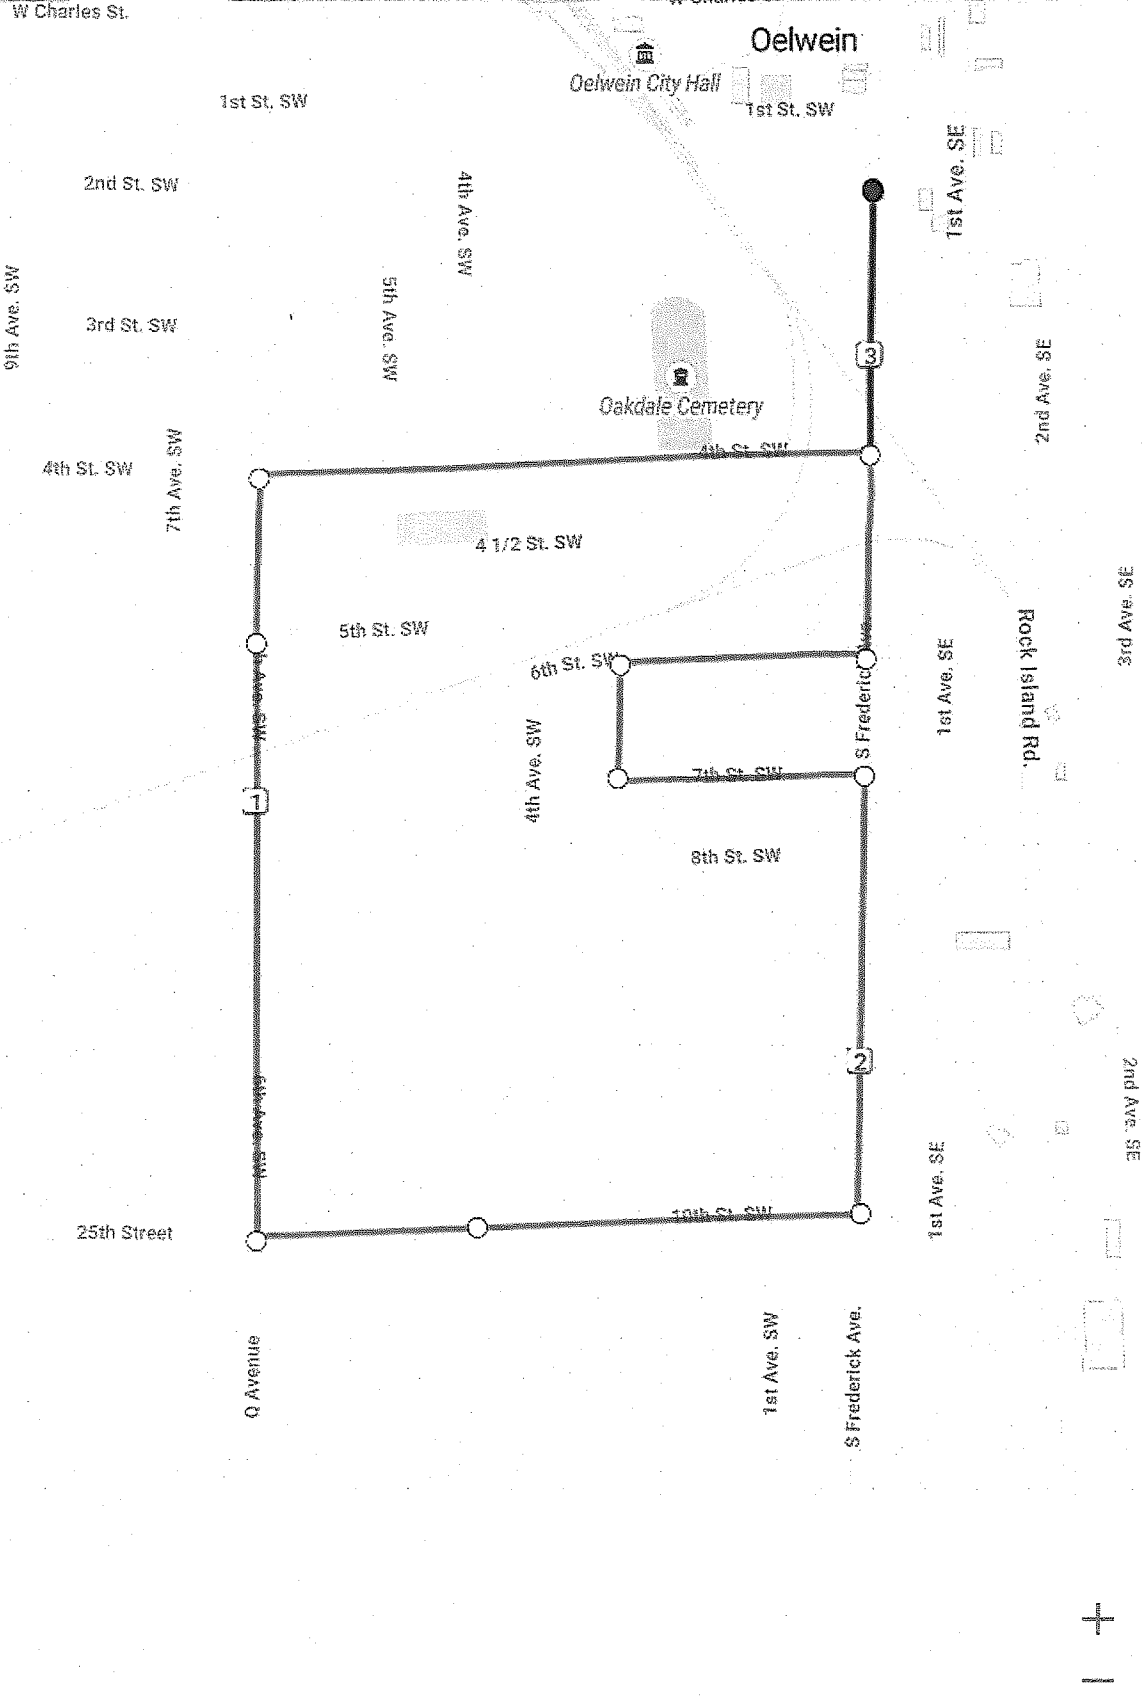 W Charles St.
Oelwein
Oelwein City Hall
1st St. SW
1st St. SW
1st Ave. SE
2nd St. SW
4th Ave. SW
9th Ave. SW
5th Ave. SW
3rd St. SW
3
2nd Ave. SE
Oakdale Cemetery
7th Ave. SW
4th St. SW
4th St. SW
4 1/2 St. SW
3rd Ave. SE
5th St. SW
Rock Island Rd.
6th St. SW
1st Ave. SE
S Frederick
4th Ave. SW
7th St. SW
1
8th St. SW
2
2nd Ave. SE
6th Ave. SW
1st Ave. SE
10th St. SW
25th Street
Q Avenue
1st Ave. SW
S Frederick Ave.
+
−